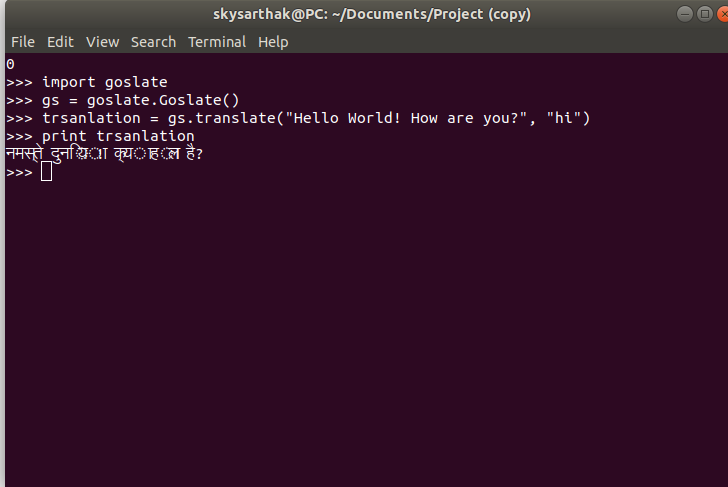 skysarthak@PC: ~/Documents/Project (copy)
File Edit View Search Terminal Help
0
>>> import goslate
>>> gs = goslate.Goslate()
>>> trsanlation = gs.translate("Hello World! How are you?", "hi")
>>> print trsanlation
नमस्ते दुनिया! क्या हाल है?
>>>